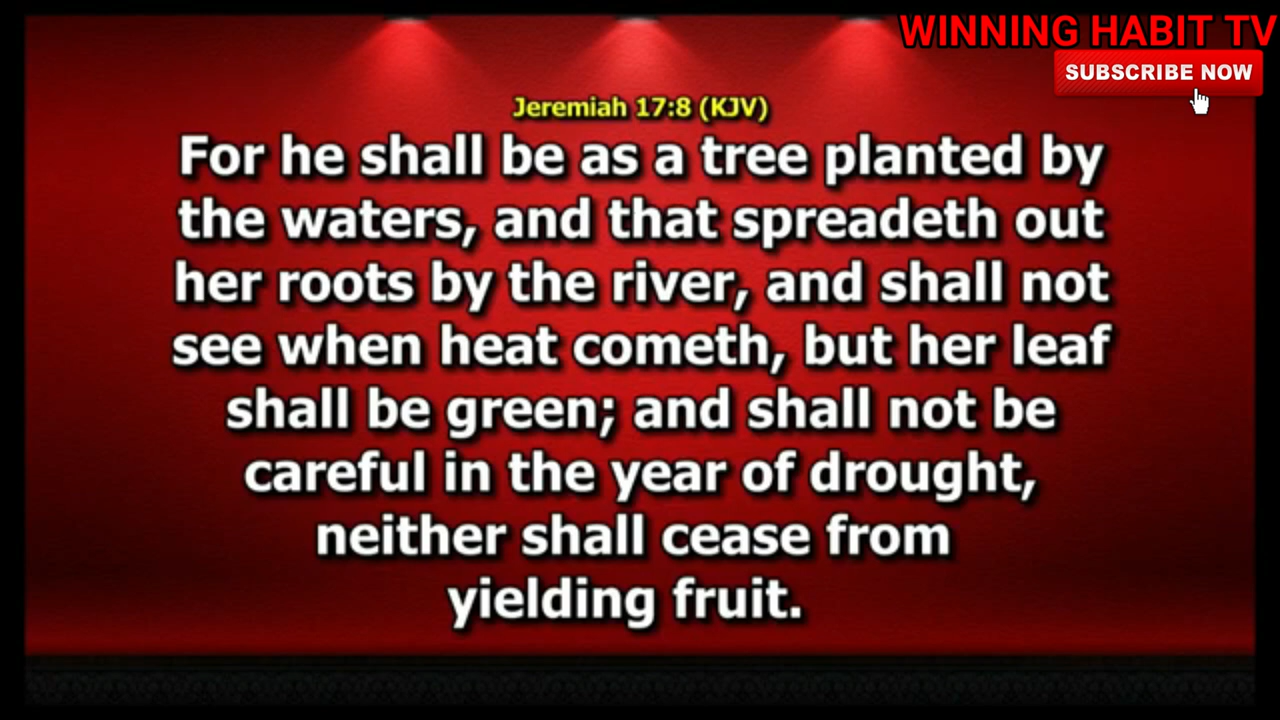 WINNING HABIT TV
SUBSCRIBE NOW
Jeremiah 17:8 (KJV)
For he shall be as a tree planted by
the waters, and that spreadeth out
her roots by the river, and shall not
see when heat cometh, but her leaf
shall be green; and shall not be
careful in the year of drought,
neither shall cease from
yielding fruit.